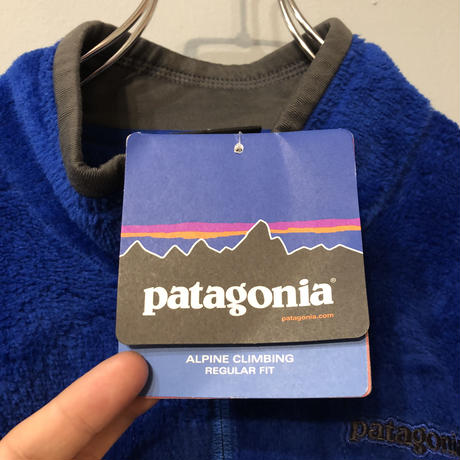 patagonia®
patagonia.com
ALPINE CLIMBING
REGULAR FIT
patagonia